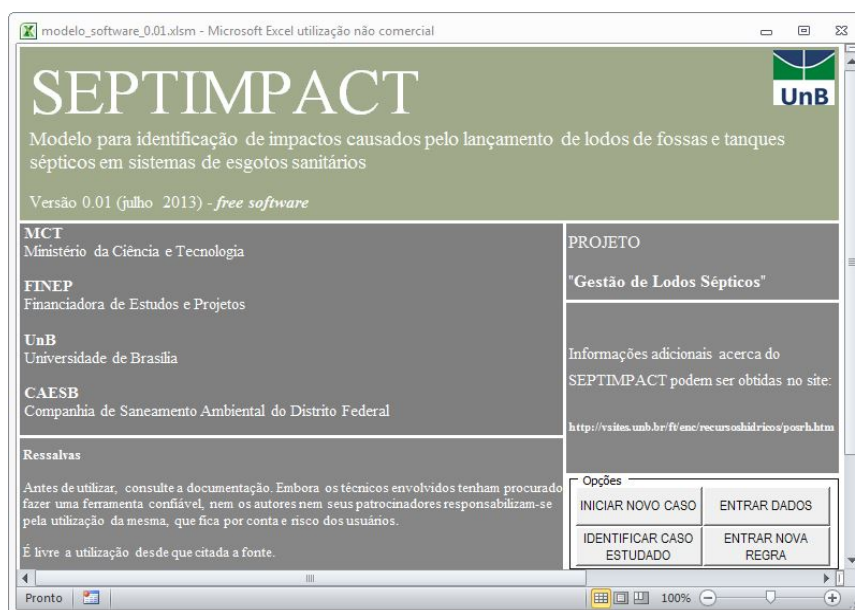 modelo_software_0.01.xlsm - Microsoft Excel utilização não comercial
SEPTIMPACT
UnB
Modelo para identificação de impactos causados pelo lançamento de lodos de fossas e tanques
sépticos em sistemas de esgotos sanitários
Versão 0.01 (julho 2013) - free software
MCT
Ministério da Ciência e Tecnologia
FINEP
Financiadora de Estudos e Projetos
UnB
Universidade de Brasília
CAESB
Companhia de Saneamento Ambiental do Distrito Federal
PROJETO
"Gestão de Lodos Sépticos"
Informações adicionais acerca do
SEPTIMPACT podem ser obtidas no site:
http://vsites.unb.br/ft/enc/recursoshidricos/posrh.htm
Ressalvas
Antes de utilizar, consulte a documentação. Embora os técnicos envolvidos tenham procurado
fazer uma ferramenta confiável, nem os autores nem seus patrocinadores responsabilizam-se
pela utilização da mesma, que fica por conta e risco dos usuários.
É livre a utilização desde que citada a fonte.
Opções
INICIAR NOVO CASO
ENTRAR DADOS
IDENTIFICAR CASO
ESTUDADO
ENTRAR NOVA
REGRA
Pronto
100%